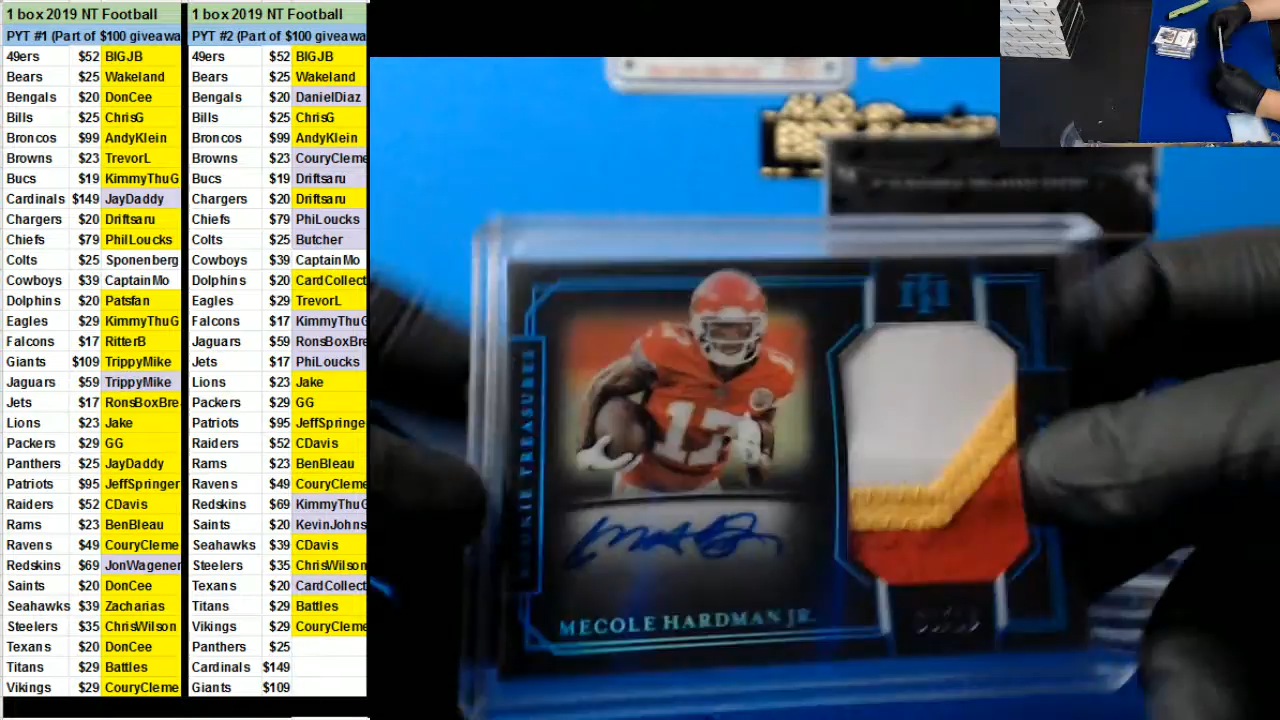 1 box 2019 NT Football
PYT #1 (Part of $100 giveawa
49ers $52 BIGJB
Bears $25 Wakeland
Bengals $20 DonCee
Bills $25 ChrisG
Broncos $99 AndyKlein
Browns $23 TrevorL
Bucs $19 KimmyThuG
Cardinals $149 JayDaddy
Chargers $20 Driftsaru
Chiefs $79 PhilLoucks
Colts $25 Sponenberg
Cowboys $39 CaptainMo
Dolphins $20 Patsfan
Eagles $29 KimmyThuG
Falcons $17 RitterB
Giants $109 TrippyMike
Jaguars $59 TrippyMike
Jets $17 RonsBoxBre
Lions $23 Jake
Packers $29 GG
Panthers $25 JayDaddy
Patriots $95 JeffSpringer
Raiders $52 CDavis
Rams $23 BenBleau
Ravens $49 CouryCleme
Redskins $69 JonWagener
Saints $20 DonCee
Seahawks $39 Zacharias
Steelers $35 ChrisWilson
Texans $20 DonCee
Titans $29 Battles
Vikings $29 CouryCleme
1 box 2019 NT Football
PYT #2 (Part of $100 giveawa
49ers $52 BIGJB
Bears $25 Wakeland
Bengals $20 DanielDiaz
Bills $25 ChrisG
Broncos $99 AndyKlein
Browns $23 CouryCleme
Bucs $19 Driftsaru
Chargers $20 Driftsaru
Chiefs $79 PhiLoucks
Colts $25 Butcher
Cowboys $39 CaptainMo
Dolphins $20 CardCollect
Eagles $29 TrevorL
Falcons $17 KimmyThuG
Jaguars $59 RonsBoxBre
Jets $17 PhiLoucks
Lions $23 Jake
Packers $29 GG
Patriots $95 JeffSpringe
Raiders $52 CDavis
Rams $23 BenBleau
Ravens $49 CouryCleme
Redskins $69 KimmyThuG
Saints $20 KevinJohns
Seahawks $39 CDavis
Steelers $35 ChrisWilson
Texans $20 CardCollect
Titans $29 Battles
Vikings $29 CouryCleme
Panthers $25
Cardinals $149
Giants $109
ROOKIE TREASURES
17
MECOLE HARDMAN JR.